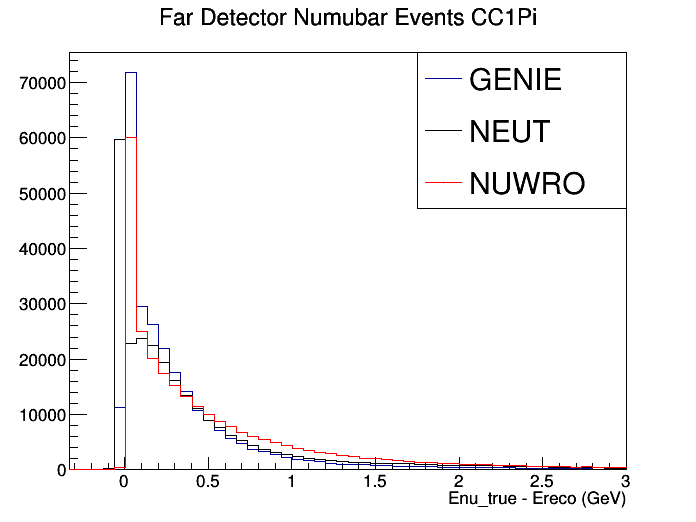 Far Detector Numubar Events CC1Pi
GENIE
NEUT
NUWRO
70000
60000
50000
40000
30000
20000
10000
0
0 0.5 1 1.5 2 2.5 3
Enu_true - Ereco (GeV)